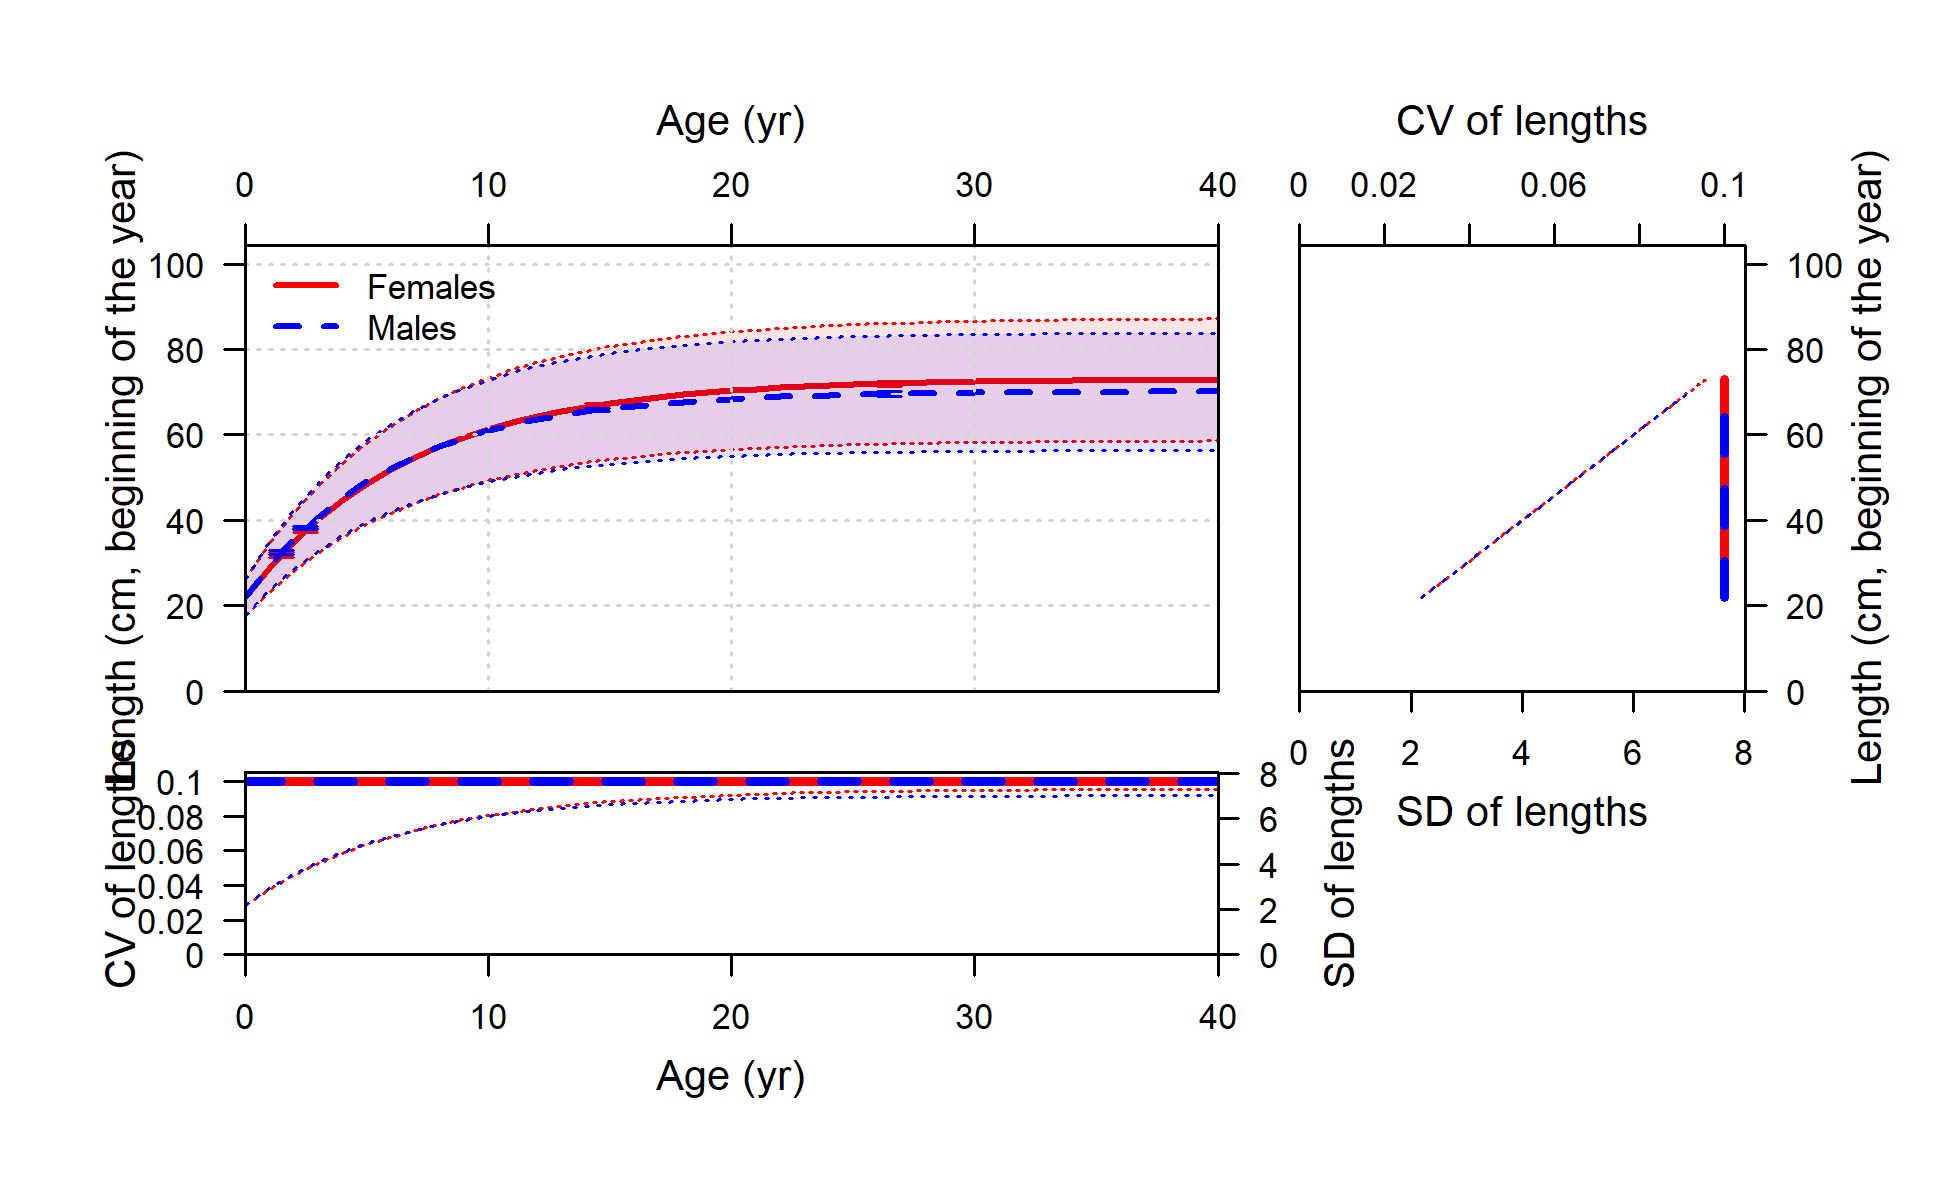 Age (yr)
CV of lengths
0 10 20 30 40
0 0.02 0.06 0.1
Length (cm, beginning of the year)
100
80
60
40
20
0
Females
Males
100
80
60
40
20
0
Length (cm, beginning of the year)
0 2 4 6 8
SD of lengths
CV of lengths
0.1
0.08
0.06
0.04
0.02
0
8
6
4
2
0
SD of lengths
0 10 20 30 40
Age (yr)